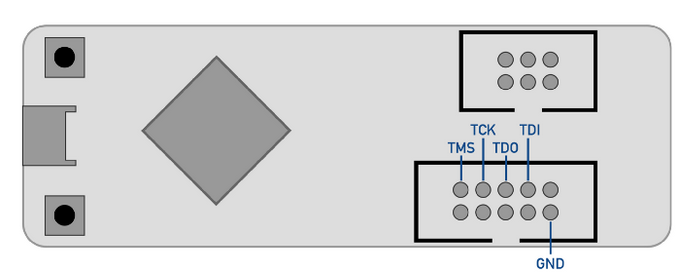 TCK TDI
TMS TDO
GND